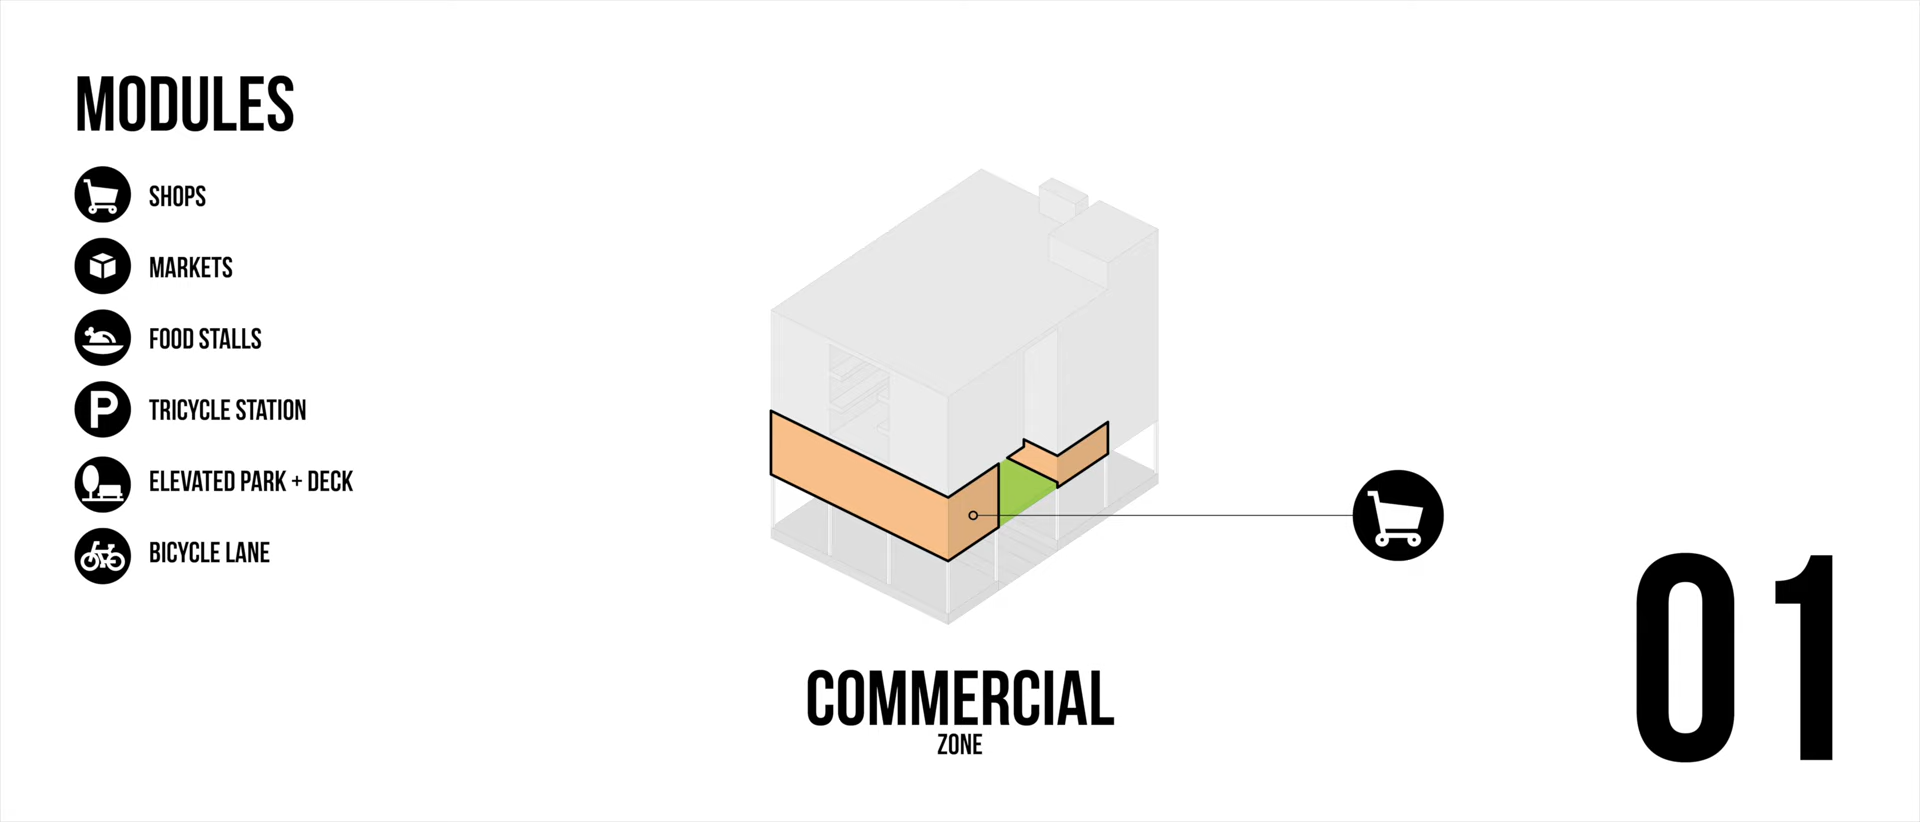 MODULES
SHOPS
MARKETS
FOOD STALLS
P
TRICYCLE STATION
ELEVATED PARK + DECK
BICYCLE LANE
COMMERCIAL
ZONE
01